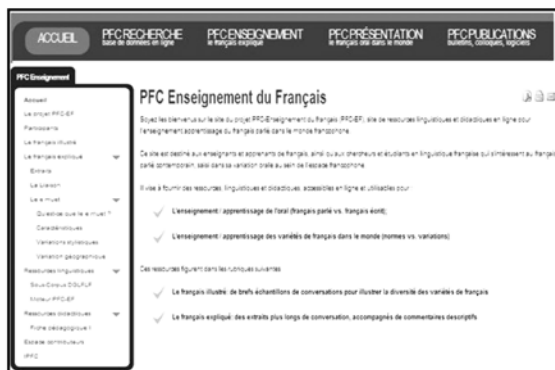 ACCUEIL
PFC RECHERCHE
base de données en ligne
PFC ENSEIGNEMENT
le français expliqué
PFC PRÉSENTATION
le français oral dans le monde
PFC PUBLICATIONS
bulletins, colloques, logiciels
PFC Enseignement
Accueil
Le projet PFC-EF
Participants
Le français illustré
Le français expliqué
Extraits
La Liaison
Le e muet
Qu'est-ce que le e muet ?
Caractéristiques
Variations stylistiques
Variation géographique
Ressources linguistiques
Sous-Corpus DGLFLF
Moteur PFC-EF
Ressources didactiques
Fiche pédagogique I
Espace contributeurs
IPFC
PFC Enseignement du Français
Soyez les bienvenus sur le site du projet PFC-Enseignement du français (PFC-EF), site de ressources linguistiques et didactiques en ligne pour
l'enseignement apprentissage du français parlé dans le monde francophone.
Ce site est destiné aux enseignants et apprenants de français, ainsi qu'aux chercheurs et étudiants en linguistique française qui s'intéressent au français
parlé contemporain, saisi dans sa variation orale au sein de l'espace francophone.
Il vise à fournir des ressources, linguistiques et didactiques, accessibles en ligne et utilisables pour :
L'enseignement / apprentissage de l'oral (français parlé vs. français écrit);
L'enseignement / apprentissage des variétés de français dans le monde (normes vs. variations)
Ces ressources figurent dans les rubriques suivantes
Le français illustré: de brefs échantillons de conversations pour illustrer la diversité des variétés de français
Le français expliqué: des extraits plus longs de conversation, accompagnés de commentaires descriptifs